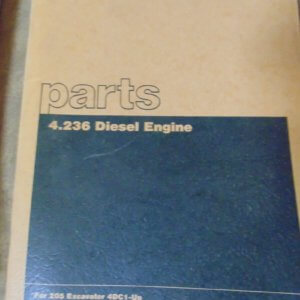 parts
4.236 Diesel Engine
For 205 Excavator 4DC1-Up